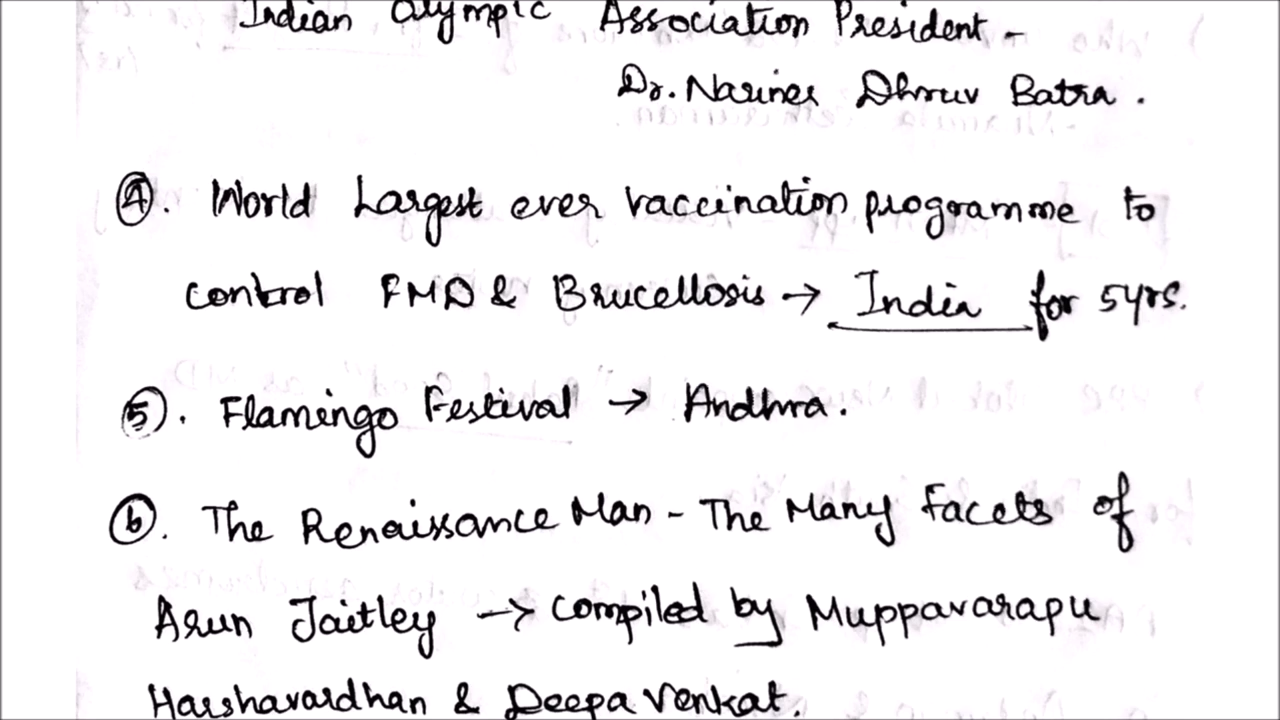 Indian Olympic Association President -
Dr. Nariner Dhruv Batra.
④. World Largest ever vaccination programme to
control FMD & Brucellosis → India for 5yrs.
⑤. Flamingo Festival → Andhra.
⑥. The Renaissance Man - The Many Facets of
Arun Jaitley → compiled by Muppavarapu
Harshavardhan & Deepa Venkat.